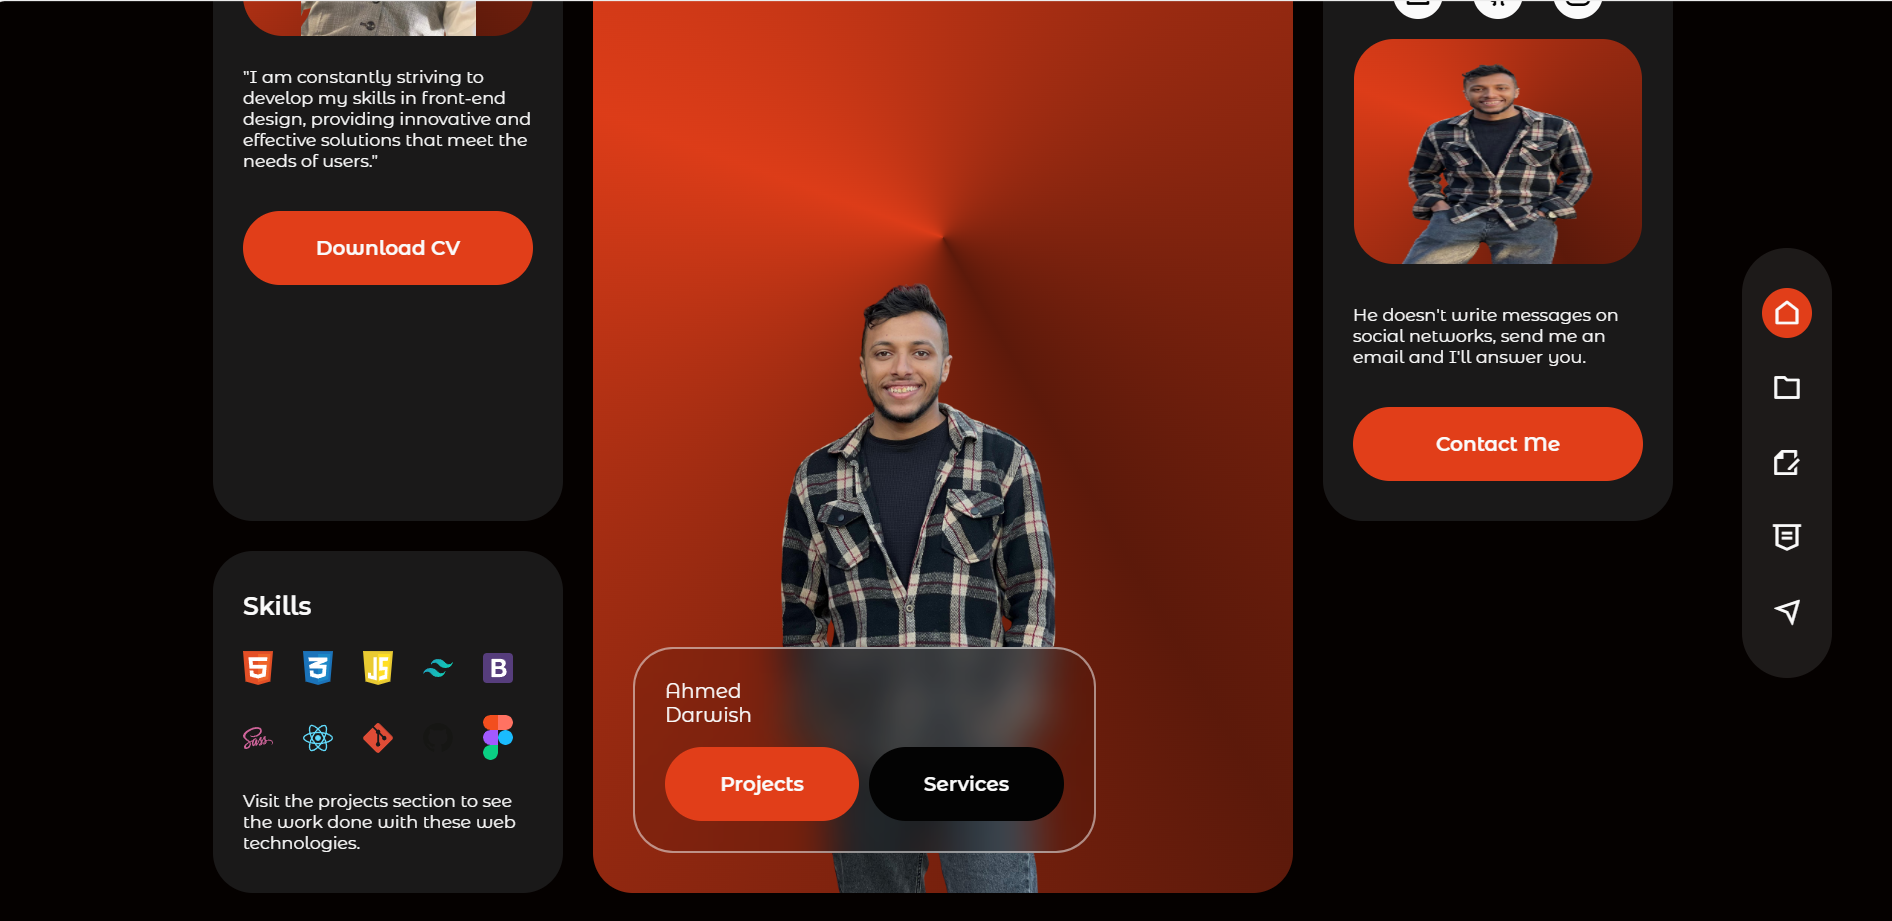 "I am constantly striving to
develop my skills in front-end
design, providing innovative and
effective solutions that meet the
needs of users."
Download CV
Skills
5
3
JS
B
Sass
Visit the projects section to see
the work done with these web
technologies.
Ahmed
Darwish
Projects
Services
He doesn't write messages on
social networks, send me an
email and I'll answer you.
Contact Me